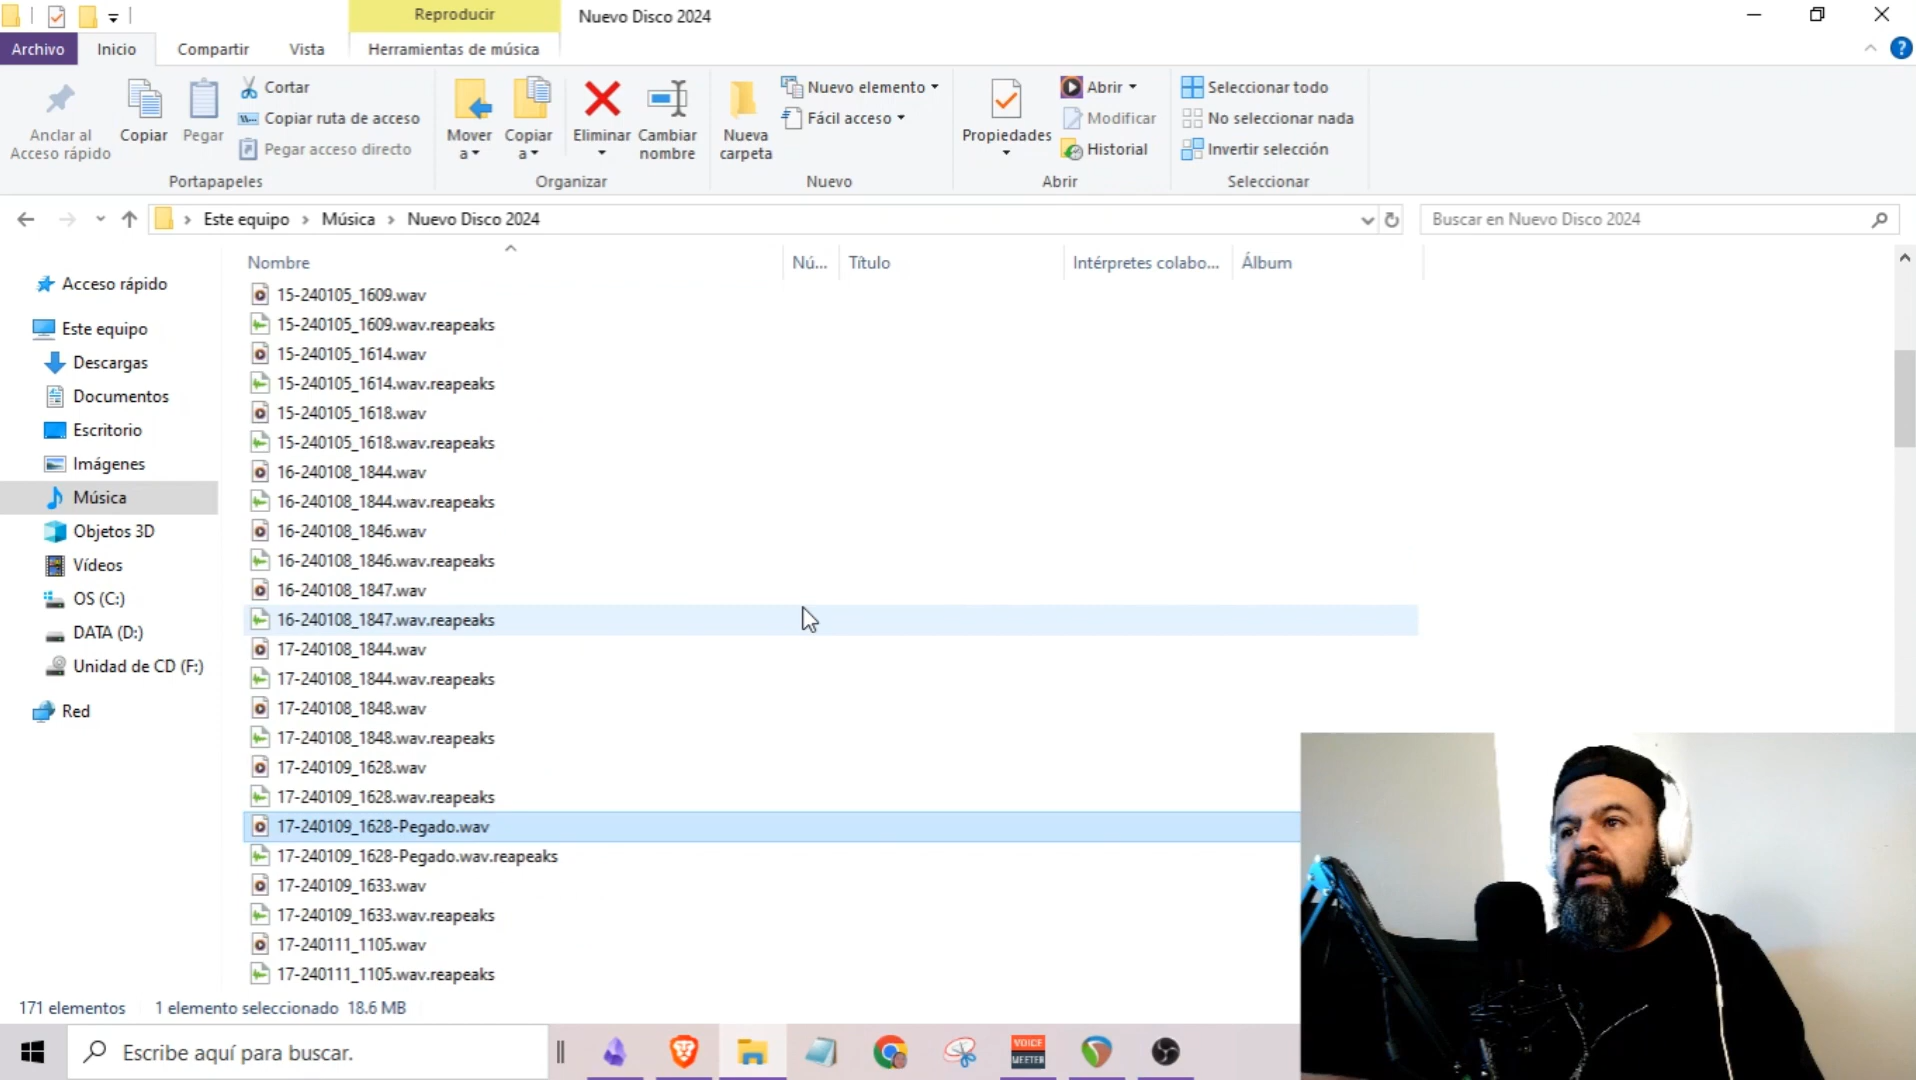 Reproducir
Nuevo Disco 2024
Archivo
Inicio
Compartir
Vista
Herramientas de música
Anclar al
Acceso rápido
Copiar
Pegar
Cortar
Copiar ruta de acceso
Pegar acceso directo
Portapapeles
Mover
a
Copiar
a
Eliminar
Cambiar
nombre
Organizar
Nueva
carpeta
Nuevo elemento
Fácil acceso
Nuevo
Propiedades
Abrir
Modificar
Historial
Abrir
Seleccionar todo
No seleccionar nada
Invertir selección
Seleccionar
Este equipo > Música > Nuevo Disco 2024
Buscar en Nuevo Disco 2024
Acceso rápido
Este equipo
Descargas
Documentos
Escritorio
Imágenes
Música
Objetos 3D
Vídeos
OS (C:)
DATA (D:)
Unidad de CD (F:)
Red
Nombre
Nú...
Título
Intérpretes colabo...
Álbum
15-240105_1609.wav
15-240105_1609.wav.reapeaks
15-240105_1614.wav
15-240105_1614.wav.reapeaks
15-240105_1618.wav
15-240105_1618.wav.reapeaks
16-240108_1844.wav
16-240108_1844.wav.reapeaks
16-240108_1846.wav
16-240108_1846.wav.reapeaks
16-240108_1847.wav
16-240108_1847.wav.reapeaks
17-240108_1844.wav
17-240108_1844.wav.reapeaks
17-240108_1848.wav
17-240108_1848.wav.reapeaks
17-240109_1628.wav
17-240109_1628.wav.reapeaks
17-240109_1628-Pegado.wav
17-240109_1628-Pegado.wav.reapeaks
17-240109_1633.wav
17-240109_1633.wav.reapeaks
17-240111_1105.wav
17-240111_1105.wav.reapeaks
171 elementos
1 elemento seleccionado 18.6 MB
Escribe aquí para buscar.
VOICE
MEETER